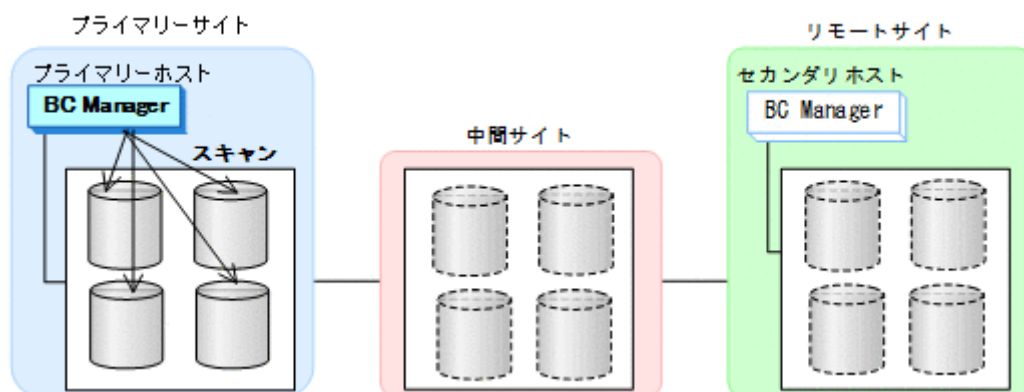 プライマリーサイト
プライマリーホスト
BC Manager
スキャン
中間サイト
リモートサイト
セカンダリホスト
BC Manager